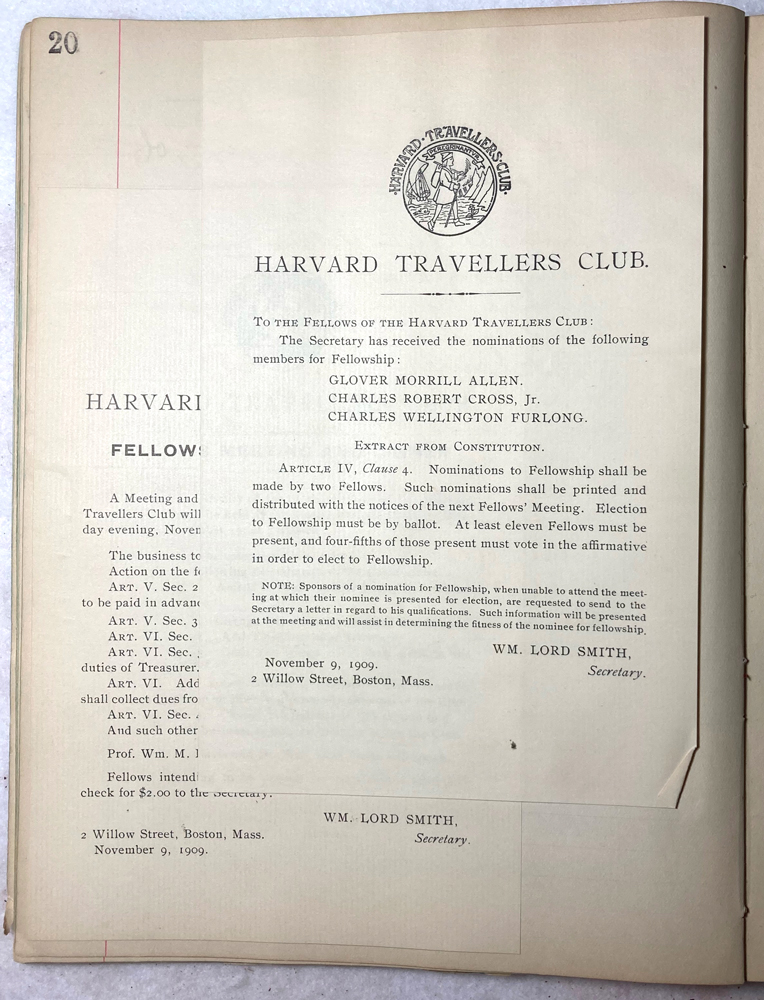 20
HARVARD · TRAVELLERS · CLUB ·
HARVARD TRAVELLERS CLUB.
To the Fellows of the Harvard Travellers Club:
The Secretary has received the nominations of the following
members for Fellowship:
GLOVER MORRILL ALLEN.
CHARLES ROBERT CROSS, Jr.
CHARLES WELLINGTON FURLONG.
Extract from Constitution.
Article IV, Clause 4. Nominations to Fellowship shall be
made by two Fellows. Such nominations shall be printed and
distributed with the notices of the next Fellows' Meeting. Election
to Fellowship must be by ballot. At least eleven Fellows must be
present, and four-fifths of those present must vote in the affirmative
in order to elect to Fellowship.
NOTE: Sponsors of a nomination for Fellowship, when unable to attend the meet-
ing at which their nominee is presented for election, are requested to send to the
Secretary a letter in regard to his qualifications. Such information will be presented
at the meeting and will assist in determining the fitness of the nominee for fellowship.
WM. LORD SMITH,
Secretary.
November 9, 1909.
2 Willow Street, Boston, Mass.
HARVARD
FELLOWS
A Meeting and
Travellers Club will
day evening, Novem
The business to
Action on the
Art. V. Sec. 2
to be paid in advanc
Art. V. Sec. 3
Art. VI. Sec.
Art. VI. Sec.
duties of Treasurer.
Art. VI. Add
shall collect dues fro
Art. VI. Sec.
And such other
Prof. Wm. M.
Fellows intendi
check for $2.00 to the Secretary.
WM. LORD SMITH,
Secretary.
2 Willow Street, Boston, Mass.
November 9, 1909.